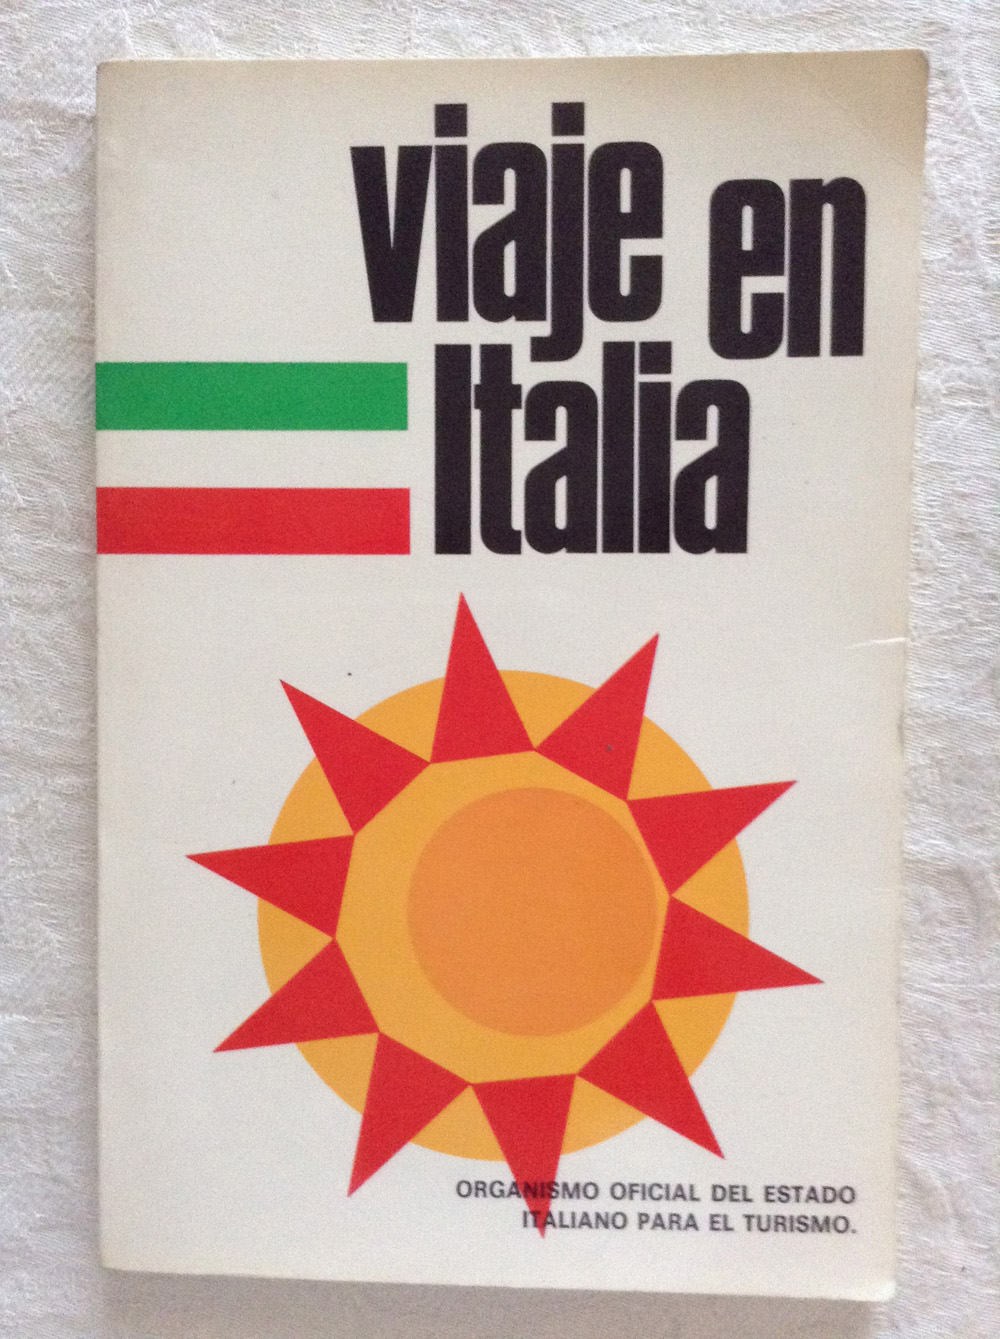 viaje en
Italia
ORGANISMO OFICIAL DEL ESTADO
ITALIANO PARA EL TURISMO.